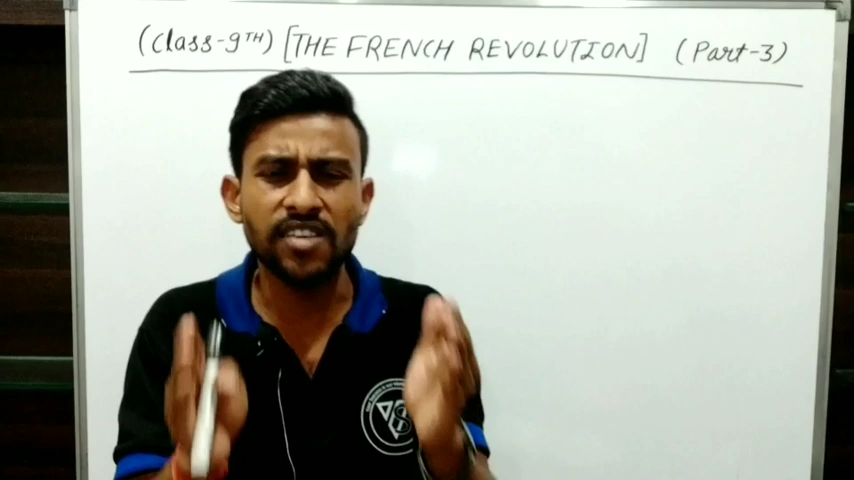 (Class-9TH) [THE FRENCH REVOLUTION] (Part-3)